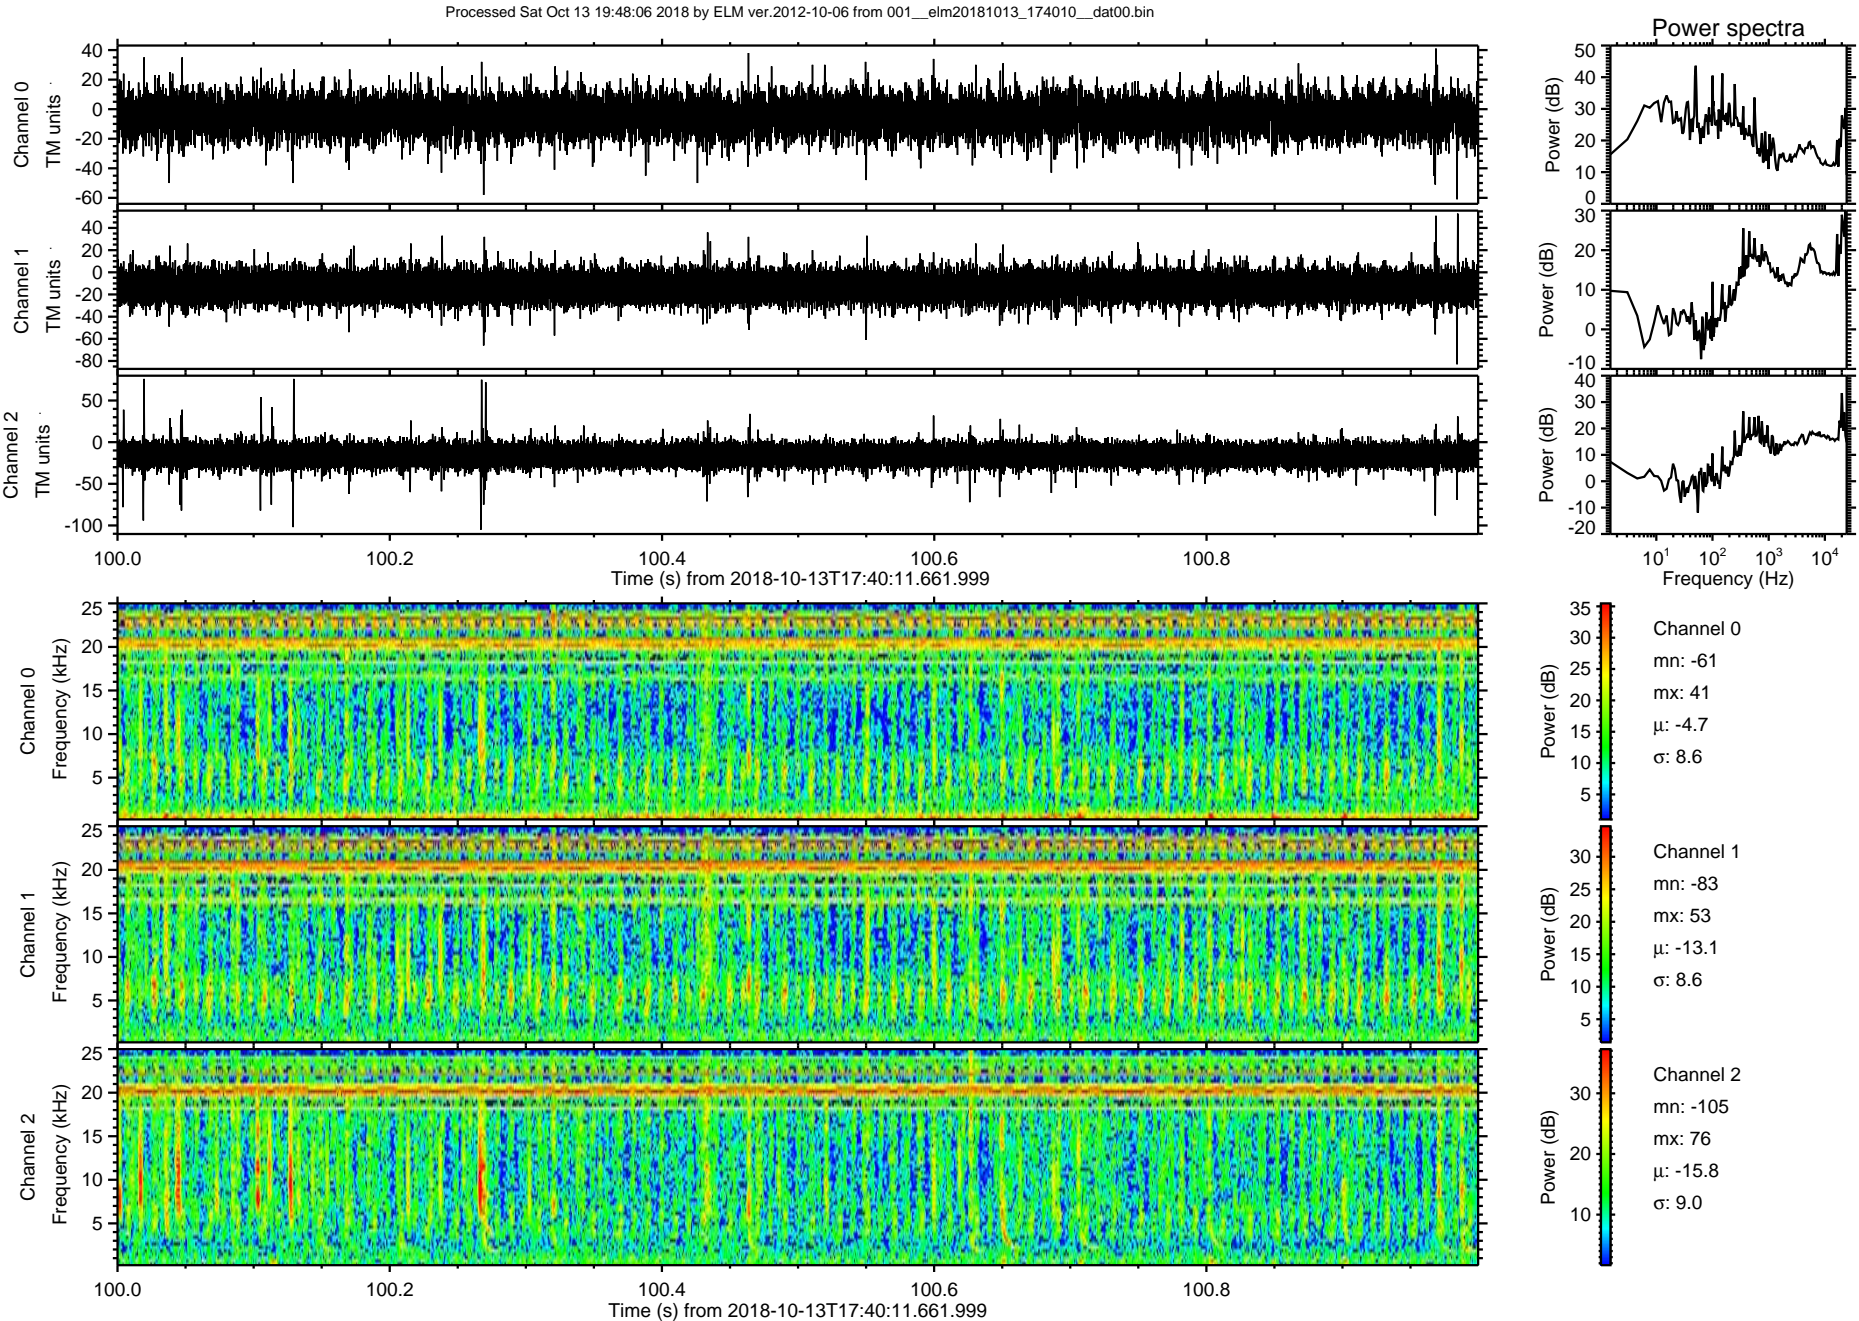 Processed Sat Oct 13 19:48:06 2018 by ELM ver.2012-10-06 from 001__elm20181013_174010__dat00.bin
Power spectra
Channel 0
TM units
40
20
0
-20
-40
-60
Power (dB)
50
40
30
20
10
0
Channel 1
TM units
40
20
0
-20
-40
-60
-80
Power (dB)
30
20
10
0
-10
Channel 2
TM units
50
0
-50
-100
Power (dB)
40
30
20
10
0
-10
-20
100.0 100.2 100.4 100.6 100.8
Time (s) from 2018-10-13T17:40:11.661.999
10¹ 10² 10³ 10⁴
Frequency (Hz)
Channel 0
Frequency (kHz)
25
20
15
10
5
Power (dB)
35
30
25
20
15
10
5
Channel 0
mn: -61
mx: 41
μ: -4.7
σ: 8.6
Channel 1
Frequency (kHz)
25
20
15
10
5
Power (dB)
30
25
20
15
10
5
Channel 1
mn: -83
mx: 53
μ: -13.1
σ: 8.6
Channel 2
Frequency (kHz)
25
20
15
10
5
Power (dB)
30
20
10
Channel 2
mn: -105
mx: 76
μ: -15.8
σ: 9.0
100.0 100.2 100.4 100.6 100.8
Time (s) from 2018-10-13T17:40:11.661.999